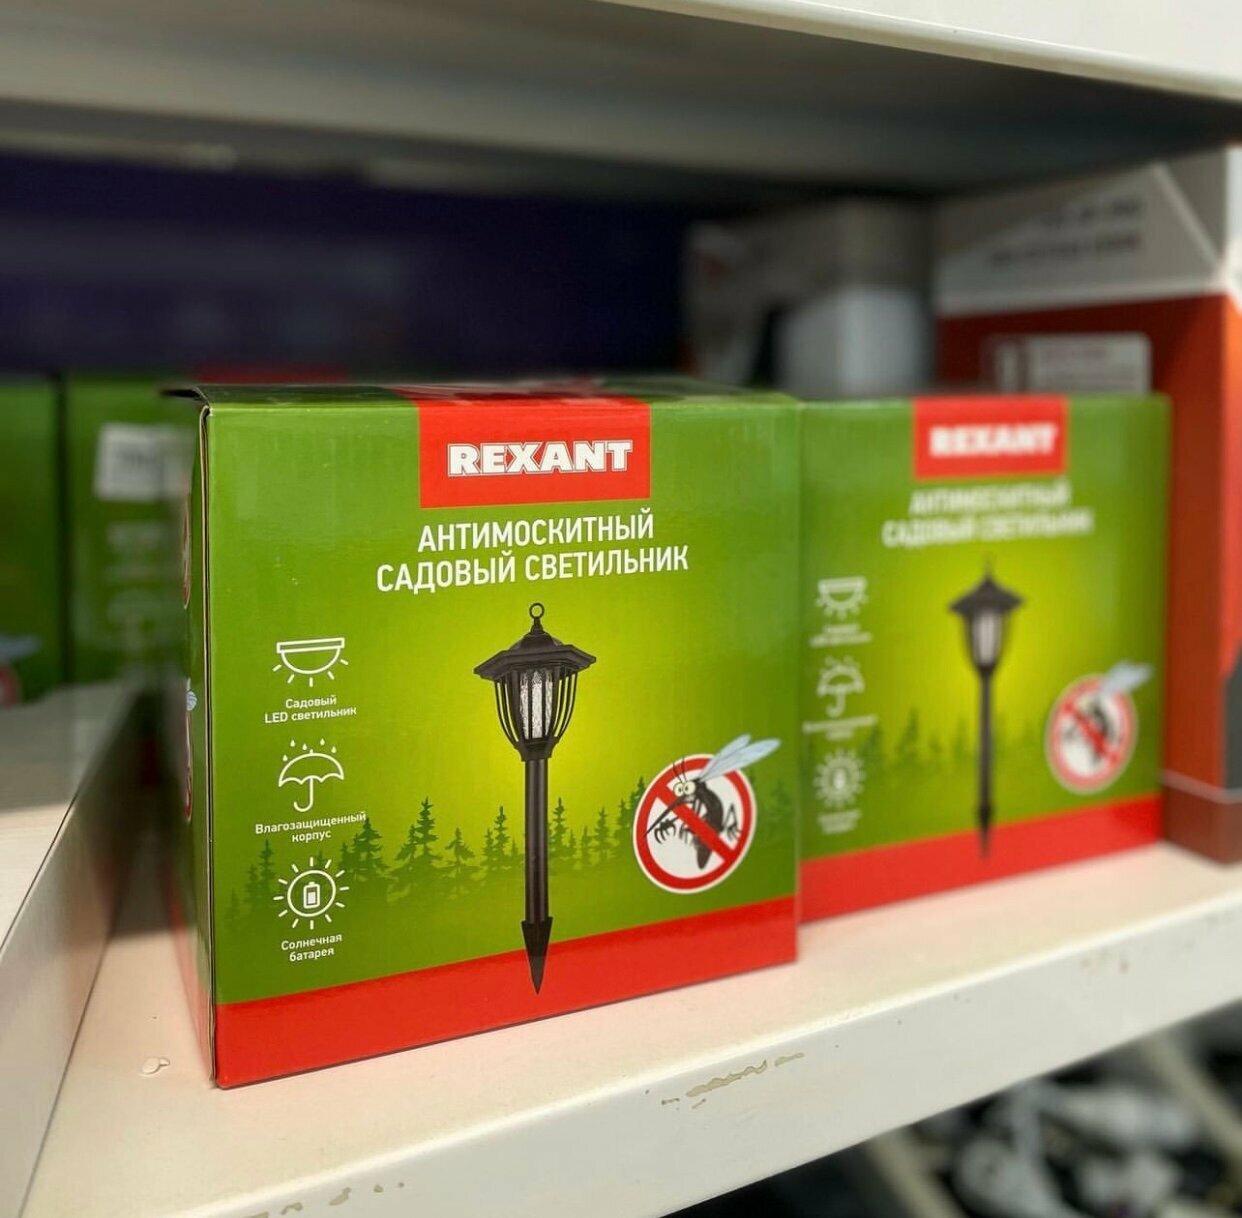 REXANT
АНТИМОСКИТНЫЙ
САДОВЫЙ СВЕТИЛЬНИК
Садовый
LED светильник
Влагозащищенный
корпус
Солнечная
батарея
REXANT
АНТИМОСКИТНЫЙ
САДОВЫЙ СВЕТИЛЬНИК